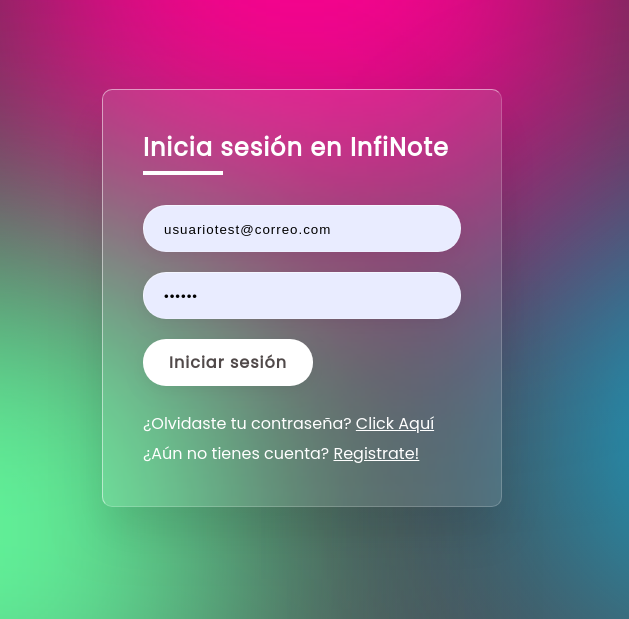 Inicia sesión en InfiNote
usuariotest@correo.com
••••••
Iniciar sesión
¿Olvidaste tu contraseña? Click Aquí
¿Aún no tienes cuenta? Registrate!